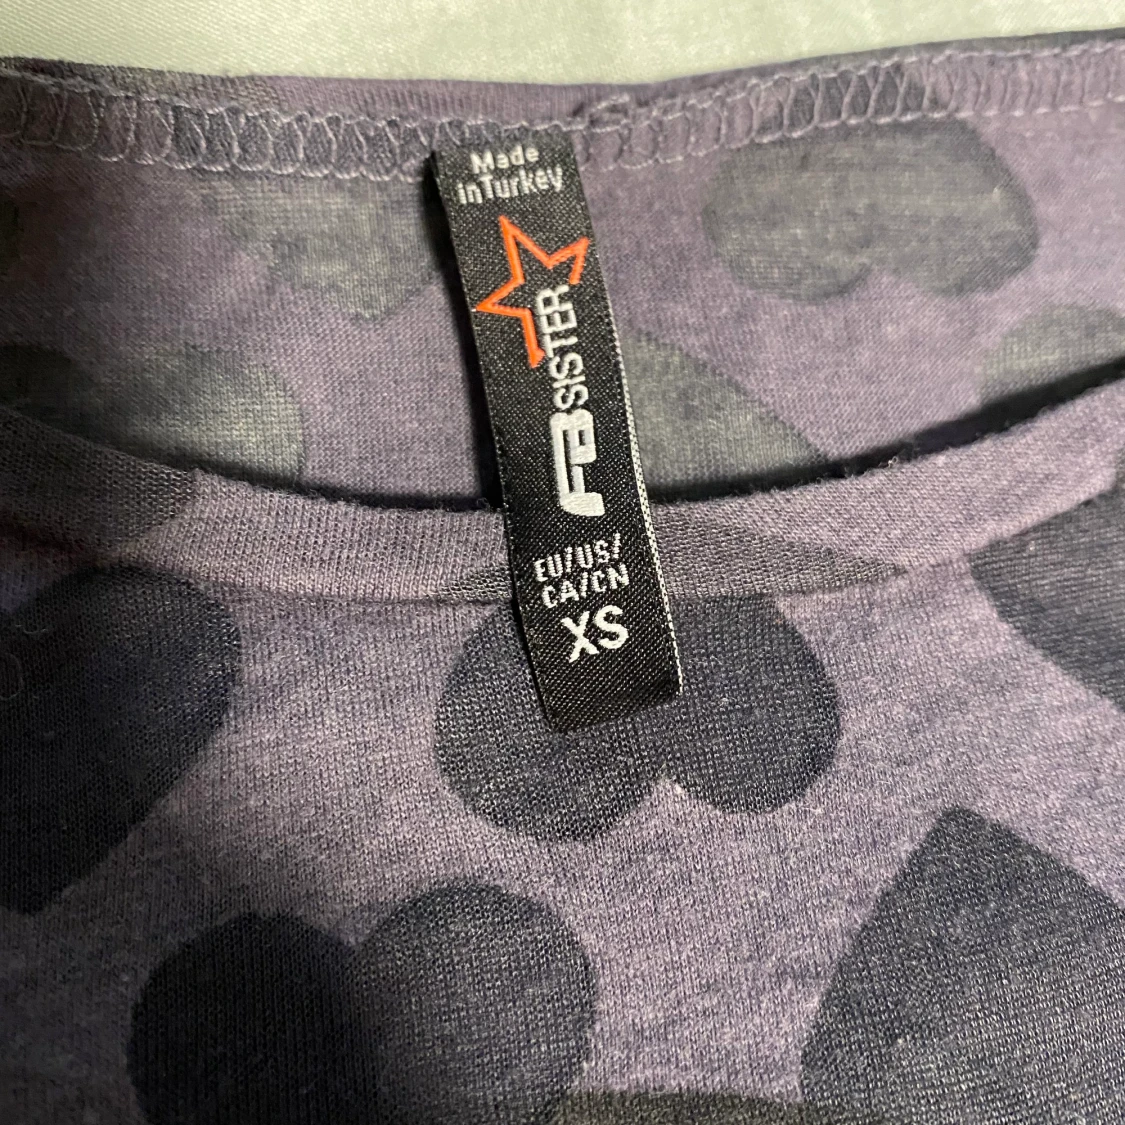 Made
in Turkey
FB SISTER
EU/US/
CA/CN
XS